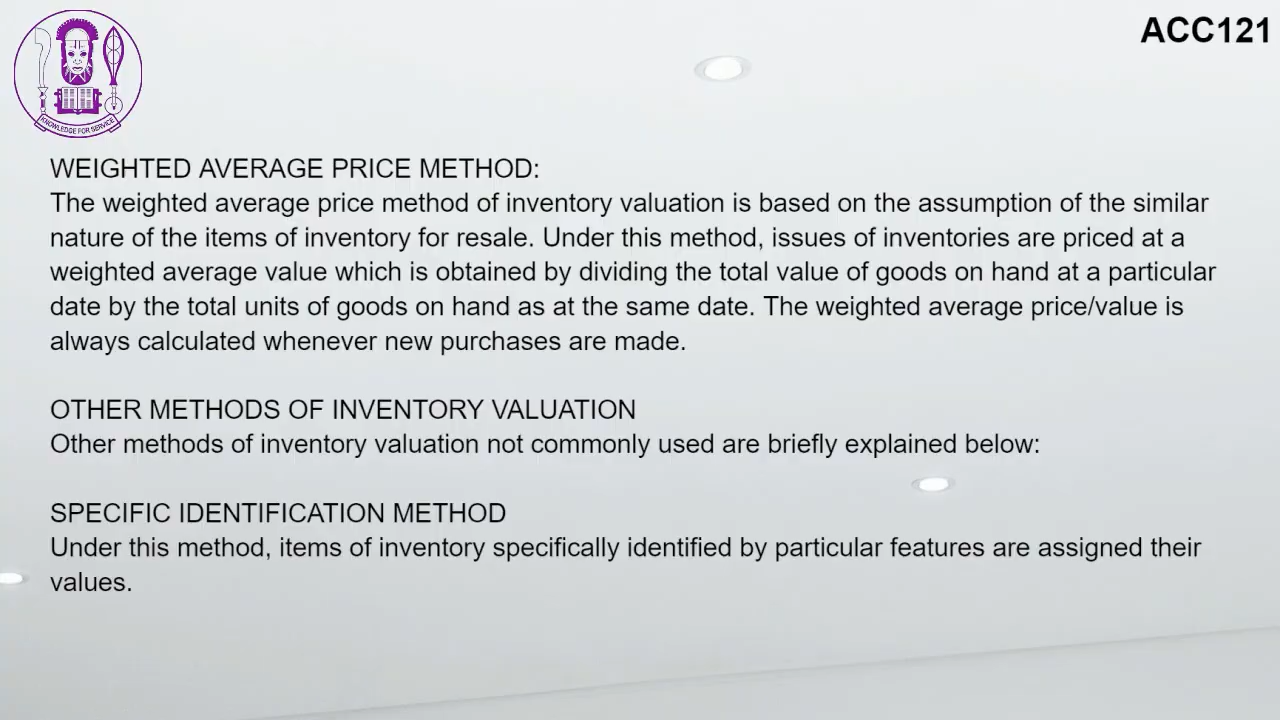 ACC121
KNOWLEDGE FOR SERVICE
WEIGHTED AVERAGE PRICE METHOD:
The weighted average price method of inventory valuation is based on the assumption of the similar
nature of the items of inventory for resale. Under this method, issues of inventories are priced at a
weighted average value which is obtained by dividing the total value of goods on hand at a particular
date by the total units of goods on hand as at the same date. The weighted average price/value is
always calculated whenever new purchases are made.
OTHER METHODS OF INVENTORY VALUATION
Other methods of inventory valuation not commonly used are briefly explained below:
SPECIFIC IDENTIFICATION METHOD
Under this method, items of inventory specifically identified by particular features are assigned their
values.